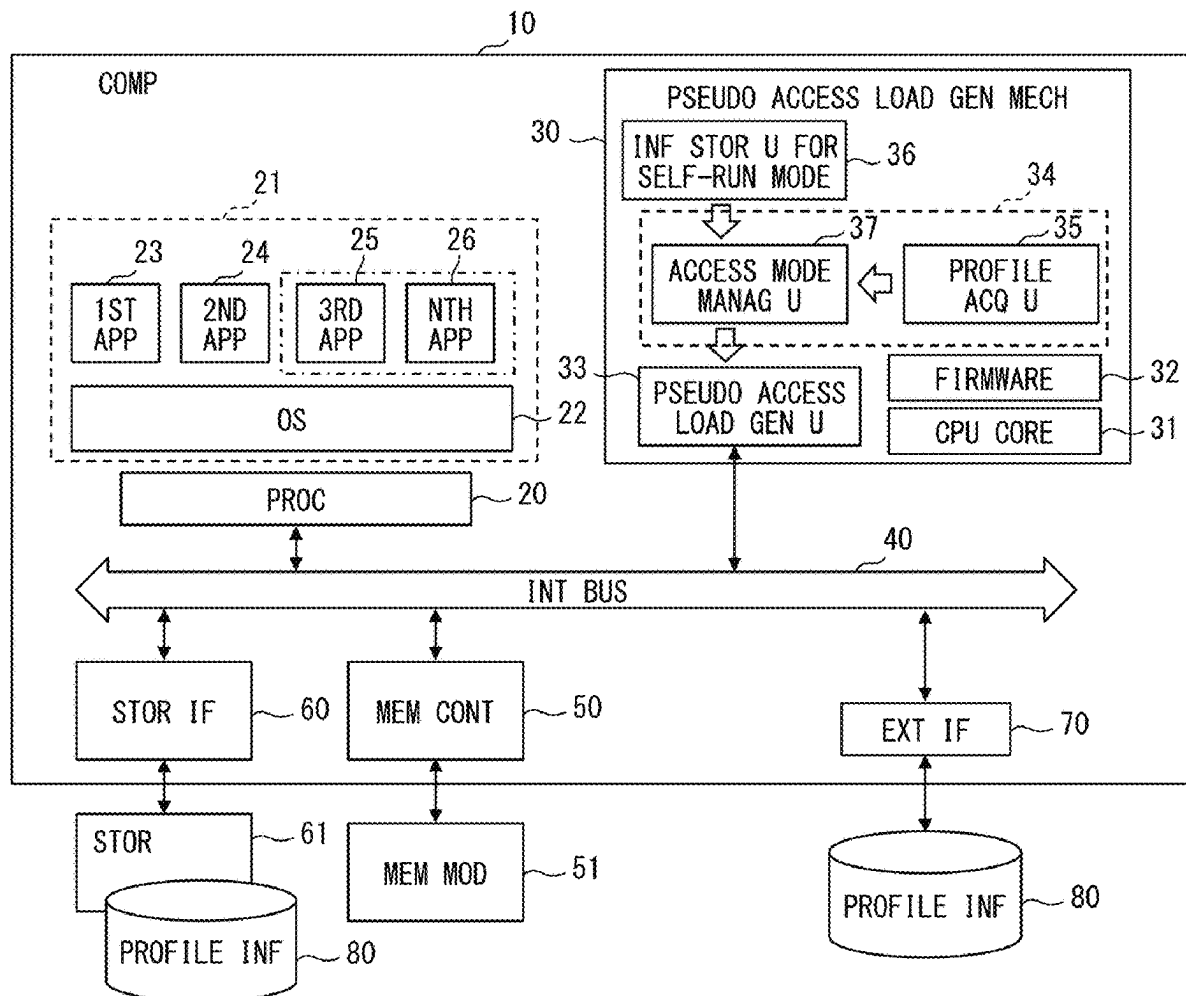 10
COMP
PSEUDO ACCESS LOAD GEN MECH
30
INF STOR U FOR
SELF-RUN MODE
36
34
21
23
24
25
26
1ST
APP
2ND
APP
3RD
APP
NTH
APP
37
35
ACCESS MODE
MANAG U
PROFILE
ACQ U
OS
22
33
PSEUDO ACCESS
LOAD GEN U
FIRMWARE
32
CPU CORE
31
PROC
20
40
INT BUS
STOR IF
60
MEM CONT
50
EXT IF
70
STOR
61
MEM MOD
51
PROFILE INF
80
PROFILE INF
80